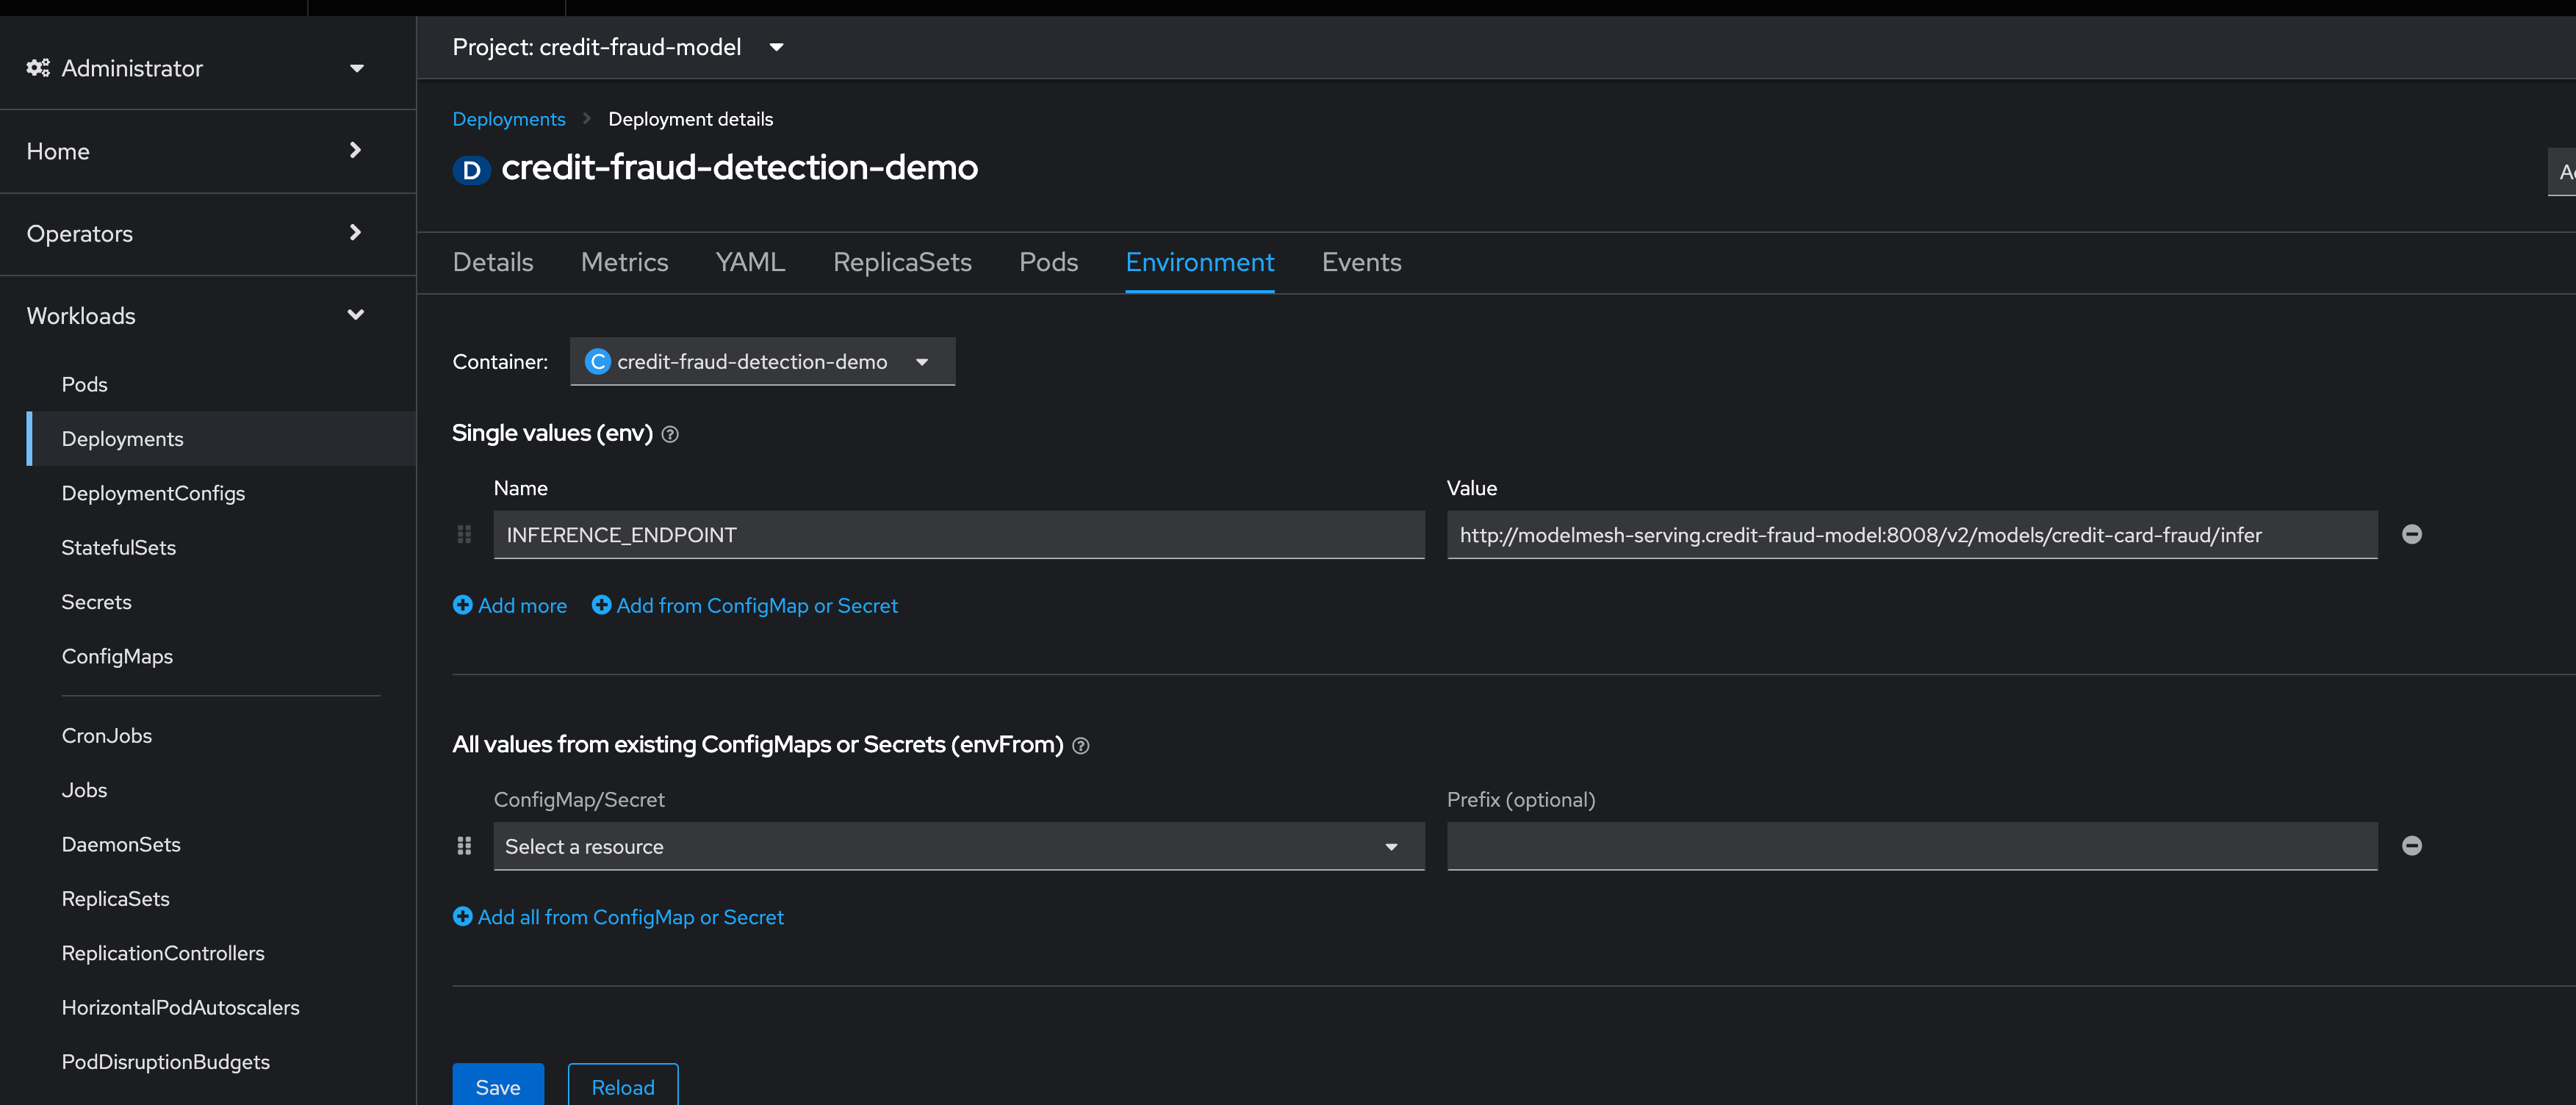 Project: credit-fraud-model
Administrator
Home
Operators
Workloads
Pods
Deployments
DeploymentConfigs
StatefulSets
Secrets
ConfigMaps
CronJobs
Jobs
DaemonSets
ReplicaSets
ReplicationControllers
HorizontalPodAutoscalers
PodDisruptionBudgets
Deployments Deployment details
D credit-fraud-detection-demo
Details Metrics YAML ReplicaSets Pods Environment Events
Container: C credit-fraud-detection-demo
Single values (env)
Name Value
INFERENCE_ENDPOINT http://modelmesh-serving.credit-fraud-model:8008/v2/models/credit-card-fraud/infer
Add more Add from ConfigMap or Secret
All values from existing ConfigMaps or Secrets (envFrom)
ConfigMap/Secret Prefix (optional)
Select a resource
Add all from ConfigMap or Secret
Save Reload